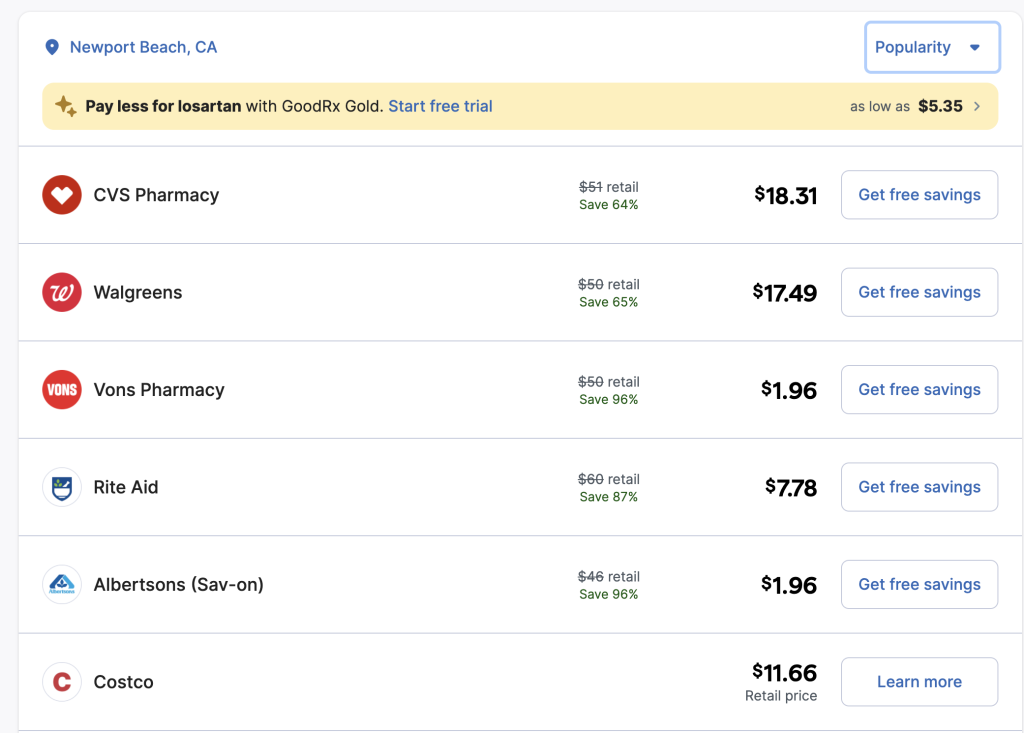 Newport Beach, CA
Popularity
Pay less for losartan with GoodRx Gold. Start free trial
as low as $5.35
CVS Pharmacy
$51 retail
Save 64%
$18.31
Get free savings
W
Walgreens
$50 retail
Save 65%
$17.49
Get free savings
VONS
Vons Pharmacy
$50 retail
Save 96%
$1.96
Get free savings
Rite Aid
$60 retail
Save 87%
$7.78
Get free savings
Albertsons
Albertsons (Sav-on)
$46 retail
Save 96%
$1.96
Get free savings
C
Costco
$11.66
Retail price
Learn more